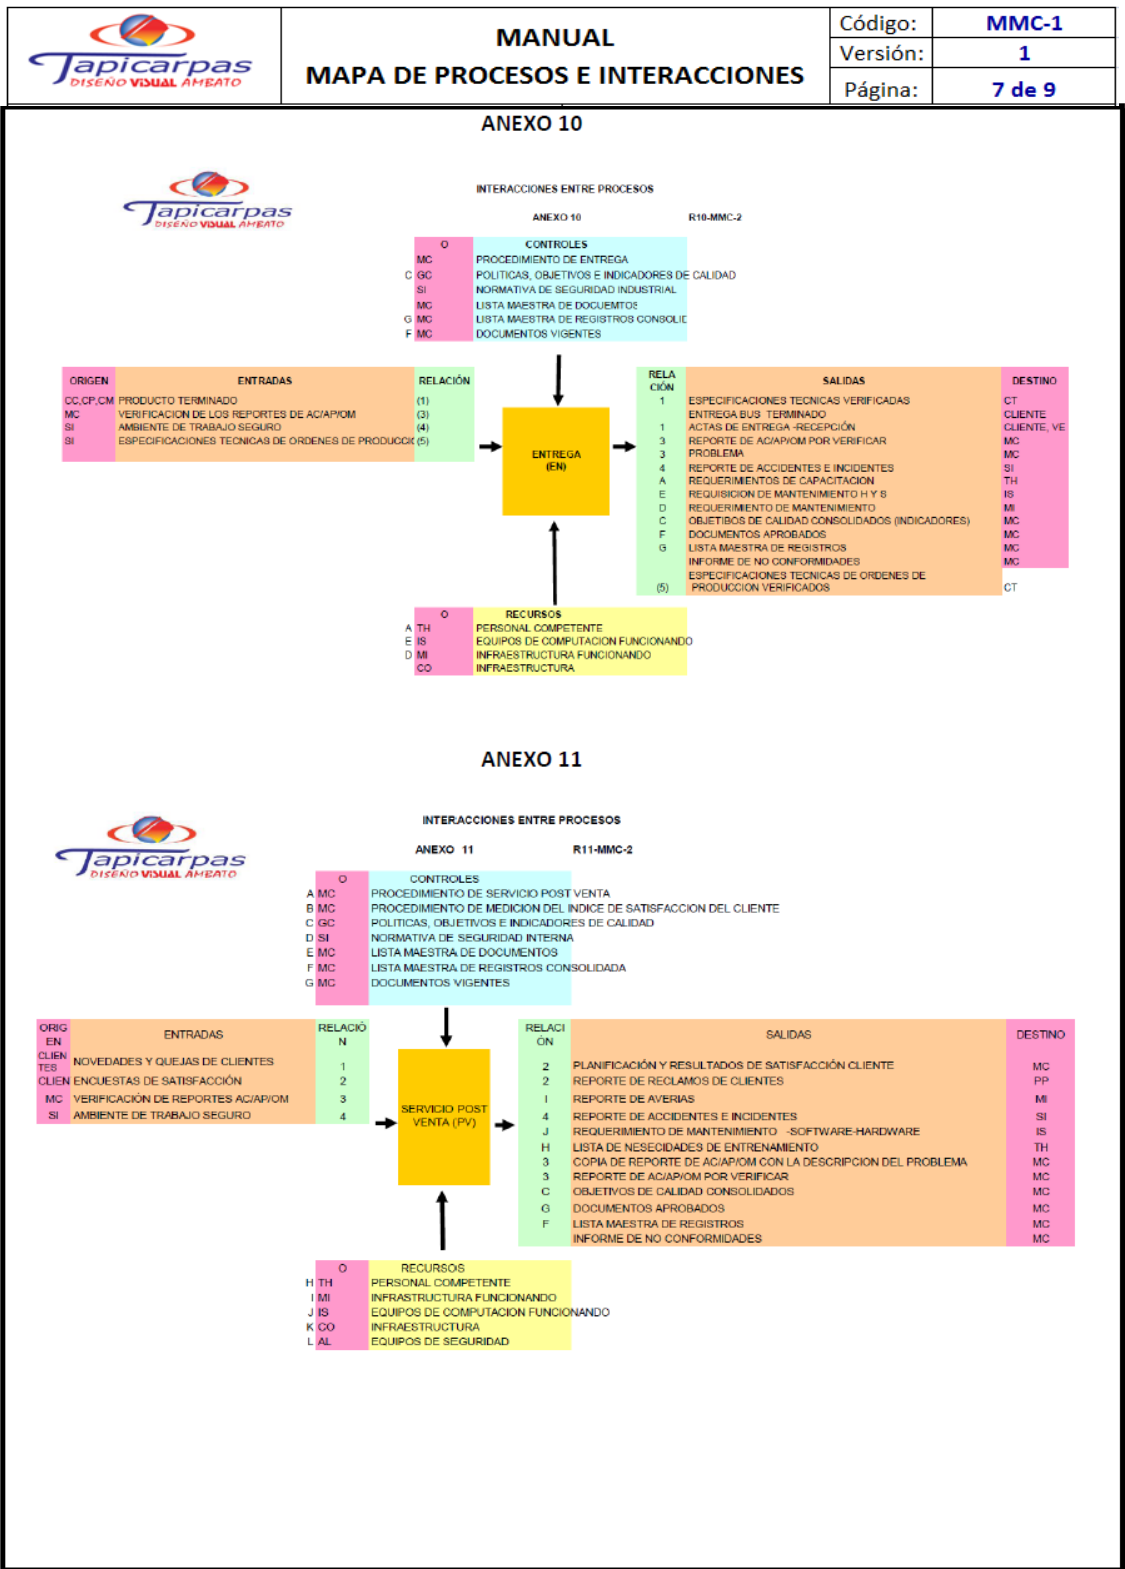 Tapicarpas
DISEÑO VISUAL AMBATO
MANUAL
MAPA DE PROCESOS E INTERACCIONES
Código: MMC-1
Versión: 1
Página: 7 de 9
ANEXO 10
Tapicarpas
DISEÑO VISUAL AMBATO
INTERACCIONES ENTRE PROCESOS
ANEXO 10 R10-MMC-2
O CONTROLES
MC PROCEDIMIENTO DE ENTREGA
C GC POLITICAS, OBJETIVOS E INDICADORES DE CALIDAD
SI NORMATIVA DE SEGURIDAD INDUSTRIAL
MC LISTA MAESTRA DE DOCUEMTOS
G MC LISTA MAESTRA DE REGISTROS CONSOLID
F MC DOCUMENTOS VIGENTES
ORIGEN ENTRADAS RELACIÓN
CC,CP,CM PRODUCTO TERMINADO (1)
MC VERIFICACION DE LOS REPORTES DE AC/AP/OM (3)
SI AMBIENTE DE TRABAJO SEGURO (4)
SI ESPECIFICACIONES TECNICAS DE ORDENES DE PRODUCCI (5)
ENTREGA
(EN)
RELA
CIÓN SALIDAS DESTINO
1 ESPECIFICACIONES TECNICAS VERIFICADAS CT
ENTREGA BUS TERMINADO CLIENTE
1 ACTAS DE ENTREGA -RECEPCIÓN CLIENTE, VE
3 REPORTE DE AC/AP/OM POR VERIFICAR MC
3 PROBLEMA MC
4 REPORTE DE ACCIDENTES E INCIDENTES SI
A REQUERIMIENTOS DE CAPACITACION TH
E REQUISICION DE MANTENIMIENTO H Y S IS
D REQUERIMIENTO DE MANTENIMIENTO MI
C OBJETIBOS DE CALIDAD CONSOLIDADOS (INDICADORES) MC
F DOCUMENTOS APROBADOS MC
G LISTA MAESTRA DE REGISTROS MC
INFORME DE NO CONFORMIDADES MC
ESPECIFICACIONES TECNICAS DE ORDENES DE
(5) PRODUCCION VERIFICADOS CT
O RECURSOS
A TH PERSONAL COMPETENTE
E IS EQUIPOS DE COMPUTACION FUNCIONANDO
D MI INFRAESTRUCTURA FUNCIONANDO
CO INFRAESTRUCTURA
ANEXO 11
Tapicarpas
DISEÑO VISUAL AMBATO
INTERACCIONES ENTRE PROCESOS
ANEXO 11 R11-MMC-2
O CONTROLES
A MC PROCEDIMIENTO DE SERVICIO POST VENTA
B MC PROCEDIMIENTO DE MEDICION DEL INDICE DE SATISFACCION DEL CLIENTE
C GC POLITICAS, OBJETIVOS E INDICADORES DE CALIDAD
D SI NORMATIVA DE SEGURIDAD INTERNA
E MC LISTA MAESTRA DE DOCUMENTOS
F MC LISTA MAESTRA DE REGISTROS CONSOLIDADA
G MC DOCUMENTOS VIGENTES
ORIG
EN ENTRADAS RELACIÓ
N
CLIEN
TES NOVEDADES Y QUEJAS DE CLIENTES 1
CLIEN ENCUESTAS DE SATISFACCIÓN 2
MC VERIFICACIÓN DE REPORTES AC/AP/OM 3
SI AMBIENTE DE TRABAJO SEGURO 4
SERVICIO POST
VENTA (PV)
RELACI
ÓN SALIDAS DESTINO
2 PLANIFICACIÓN Y RESULTADOS DE SATISFACCIÓN CLIENTE MC
2 REPORTE DE RECLAMOS DE CLIENTES PP
I REPORTE DE AVERIAS MI
4 REPORTE DE ACCIDENTES E INCIDENTES SI
J REQUERIMIENTO DE MANTENIMIENTO -SOFTWARE-HARDWARE IS
H LISTA DE NESECIDADES DE ENTRENAMIENTO TH
3 COPIA DE REPORTE DE AC/AP/OM CON LA DESCRIPCION DEL PROBLEMA MC
3 REPORTE DE AC/AP/OM POR VERIFICAR MC
C OBJETIVOS DE CALIDAD CONSOLIDADOS MC
G DOCUMENTOS APROBADOS MC
F LISTA MAESTRA DE REGISTROS MC
INFORME DE NO CONFORMIDADES MC
O RECURSOS
H TH PERSONAL COMPETENTE
I MI INFRASTRUCTURA FUNCIONANDO
J IS EQUIPOS DE COMPUTACION FUNCIONANDO
K CO INFRAESTRUCTURA
L AL EQUIPOS DE SEGURIDAD